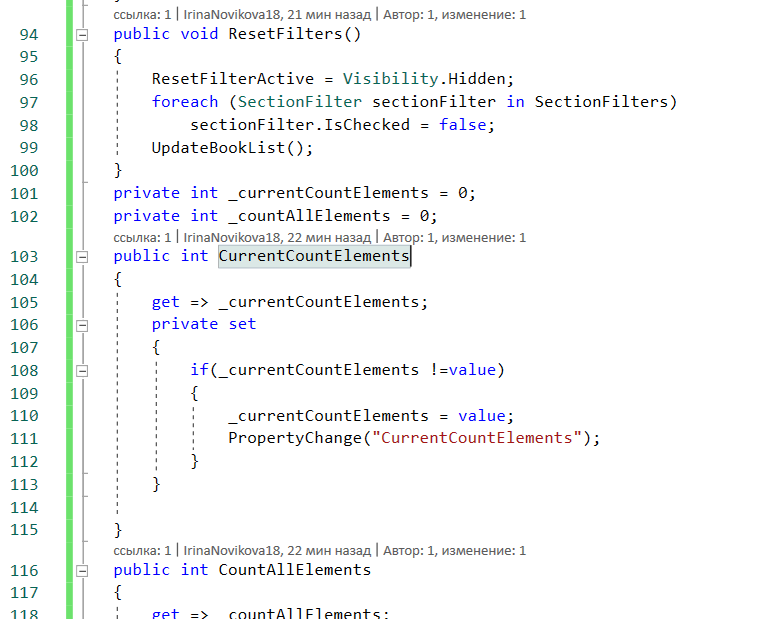 ссылка: 1 | IrinaNovikova18, 21 мин назад | Автор: 1, изменение: 1
94 public void ResetFilters()
95 {
96 ResetFilterActive = Visibility.Hidden;
97 foreach (SectionFilter sectionFilter in SectionFilters)
98 sectionFilter.IsChecked = false;
99 UpdateBookList();
100 }
101 private int _currentCountElements = 0;
102 private int _countAllElements = 0;
ссылка: 1 | IrinaNovikova18, 22 мин назад | Автор: 1, изменение: 1
103 public int CurrentCountElements
104 {
105 get => _currentCountElements;
106 private set
107 {
108 if(_currentCountElements !=value)
109 {
110 _currentCountElements = value;
111 PropertyChange("CurrentCountElements");
112 }
113 }
114
115 }
ссылка: 1 | IrinaNovikova18, 22 мин назад | Автор: 1, изменение: 1
116 public int CountAllElements
117 {
118 get => _countAllElements;